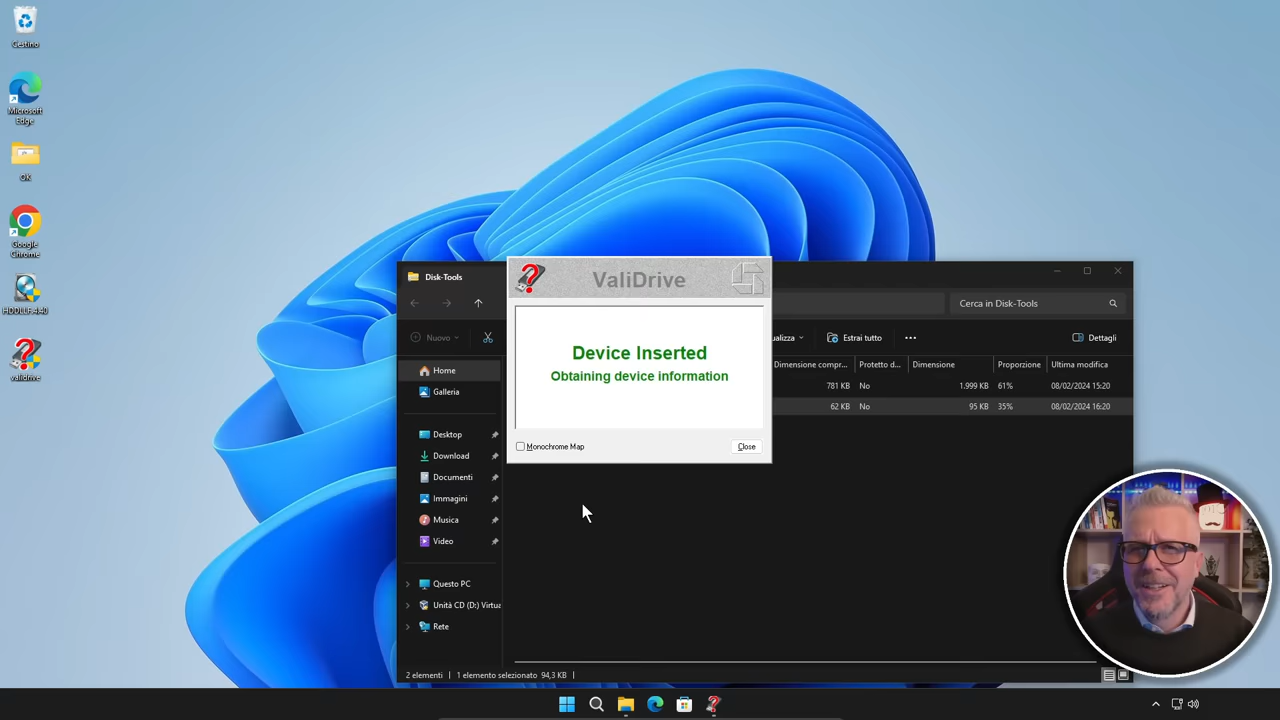 Cestino
Microsoft
Edge
OK
Google
Chrome
HDDLLF.4.40
validrive
Disk-Tools
Cerca in Disk-Tools
Nuovo
ualizza
Estrai tutto
Dettagli
ValiDrive
Device Inserted
Obtaining device information
Monochrome Map
Close
Dimensione compr...
Protetto d...
Dimensione
Proporzione
Ultima modifica
781 KB
No
1.999 KB
61%
08/02/2024 15:20
62 KB
No
95 KB
35%
08/02/2024 16:20
Home
Galleria
Desktop
Download
Documenti
Immagini
Musica
Video
Questo PC
Unità CD (D:) Virtua
Rete
2 elementi
1 elemento selezionato 94,3 KB